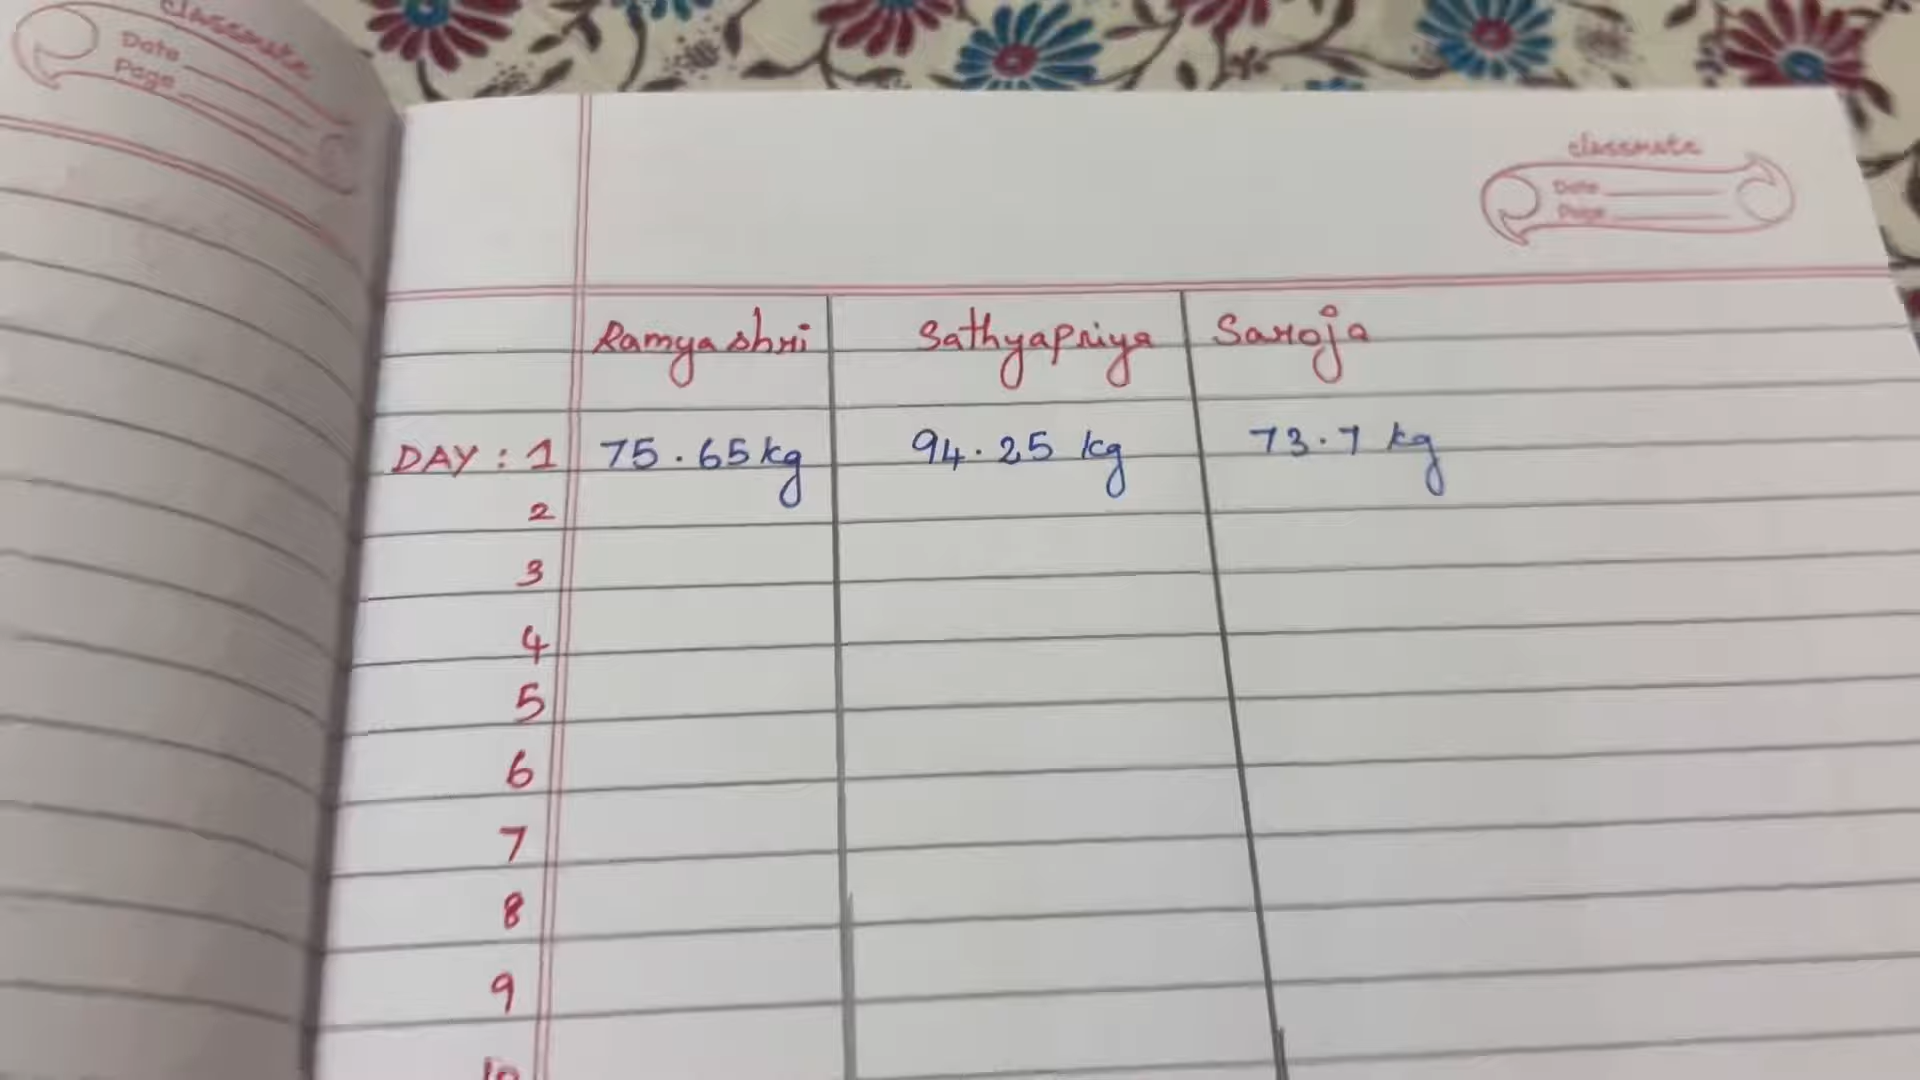 classmate
Date
Page
classmate
Date
Page
Ramyashri Sathyapriya Saroja
DAY : 1 75.65 kg 94.25 kg 73.7 kg
2
3
4
5
6
7
8
9
10